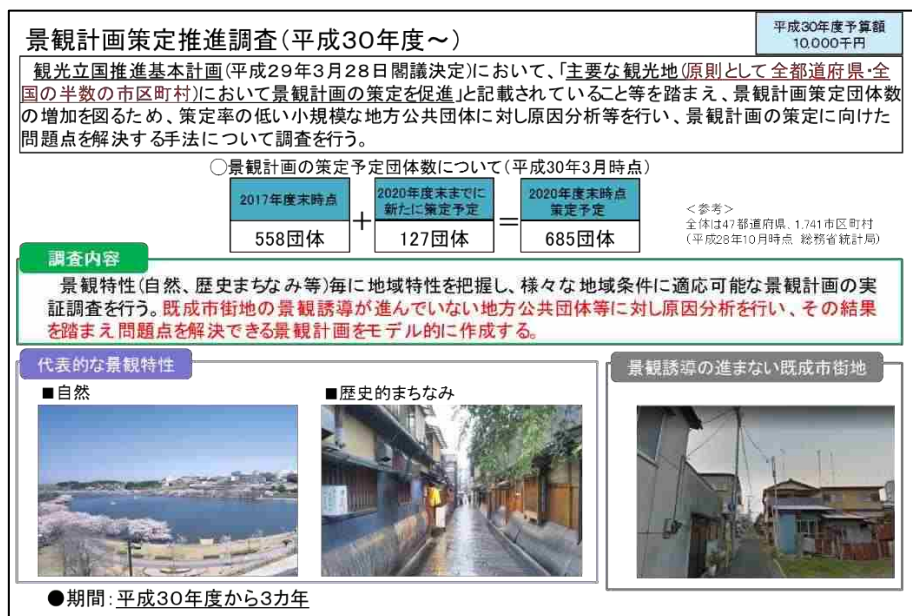 景観計画策定推進調査(平成30年度～)
平成30年度予算額
10,000千円
観光立国推進基本計画(平成29年3月28日閣議決定)において、「主要な観光地(原則として全都道府県・全
国の半数の市区町村)において景観計画の策定を促進」と記載されていること等を踏まえ、景観計画策定団体数
の増加を図るため、策定率の低い小規模な地方公共団体に対し原因分析等を行い、景観計画の策定に向けた
問題点を解決する手法について調査を行う。
○景観計画の策定予定団体数について(平成30年3月時点)
2017年度末時点
558団体
+
2020年度末までに
新たに策定予定
127団体
=
2020年度末時点
策定予定
685団体
＜参考＞
全体は47都道府県、1,741市区町村
(平成28年10月時点 総務省統計局)
調査内容
景観特性(自然、歴史まちなみ等)毎に地域特性を把握し、様々な地域条件に適応可能な景観計画の実
証調査を行う。既成市街地の景観誘導が進んでいない地方公共団体等に対し原因分析を行い、その結果
を踏まえ問題点を解決できる景観計画をモデル的に作成する。
代表的な景観特性
■自然
■歴史的まちなみ
景観誘導の進まない既成市街地
●期間：平成30年度から3カ年